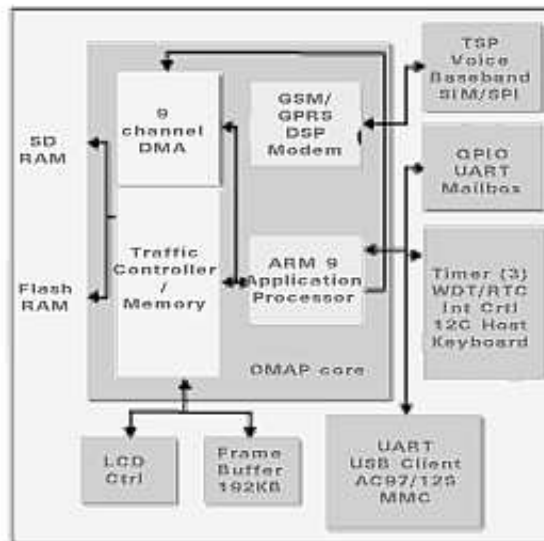 9
channel
DMA
GSM/
GPRS
DSP
Modem
TSP
Voice
Baseband
SIM/SPI
SD
RAM
GPIO
UART
Mailbox
Traffic
Controller
/
Memory
ARM 9
Application
Processor
Flash
RAM
Timer (3)
WDT/RTC
Int Crtl
12C Host
Keyboard
OMAP core
LCD
Ctrl
Frame
Buffer
192KB
UART
USB Client
AC97/12S
MMC